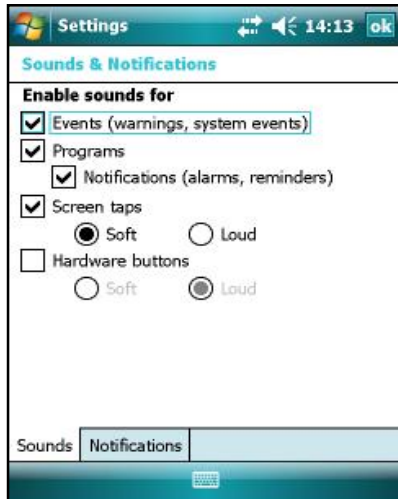 Settings 14:13 ok
Sounds & Notifications
Enable sounds for
Events (warnings, system events)
Programs
Notifications (alarms, reminders)
Screen taps
Soft Loud
Hardware buttons
Soft Loud
Sounds Notifications